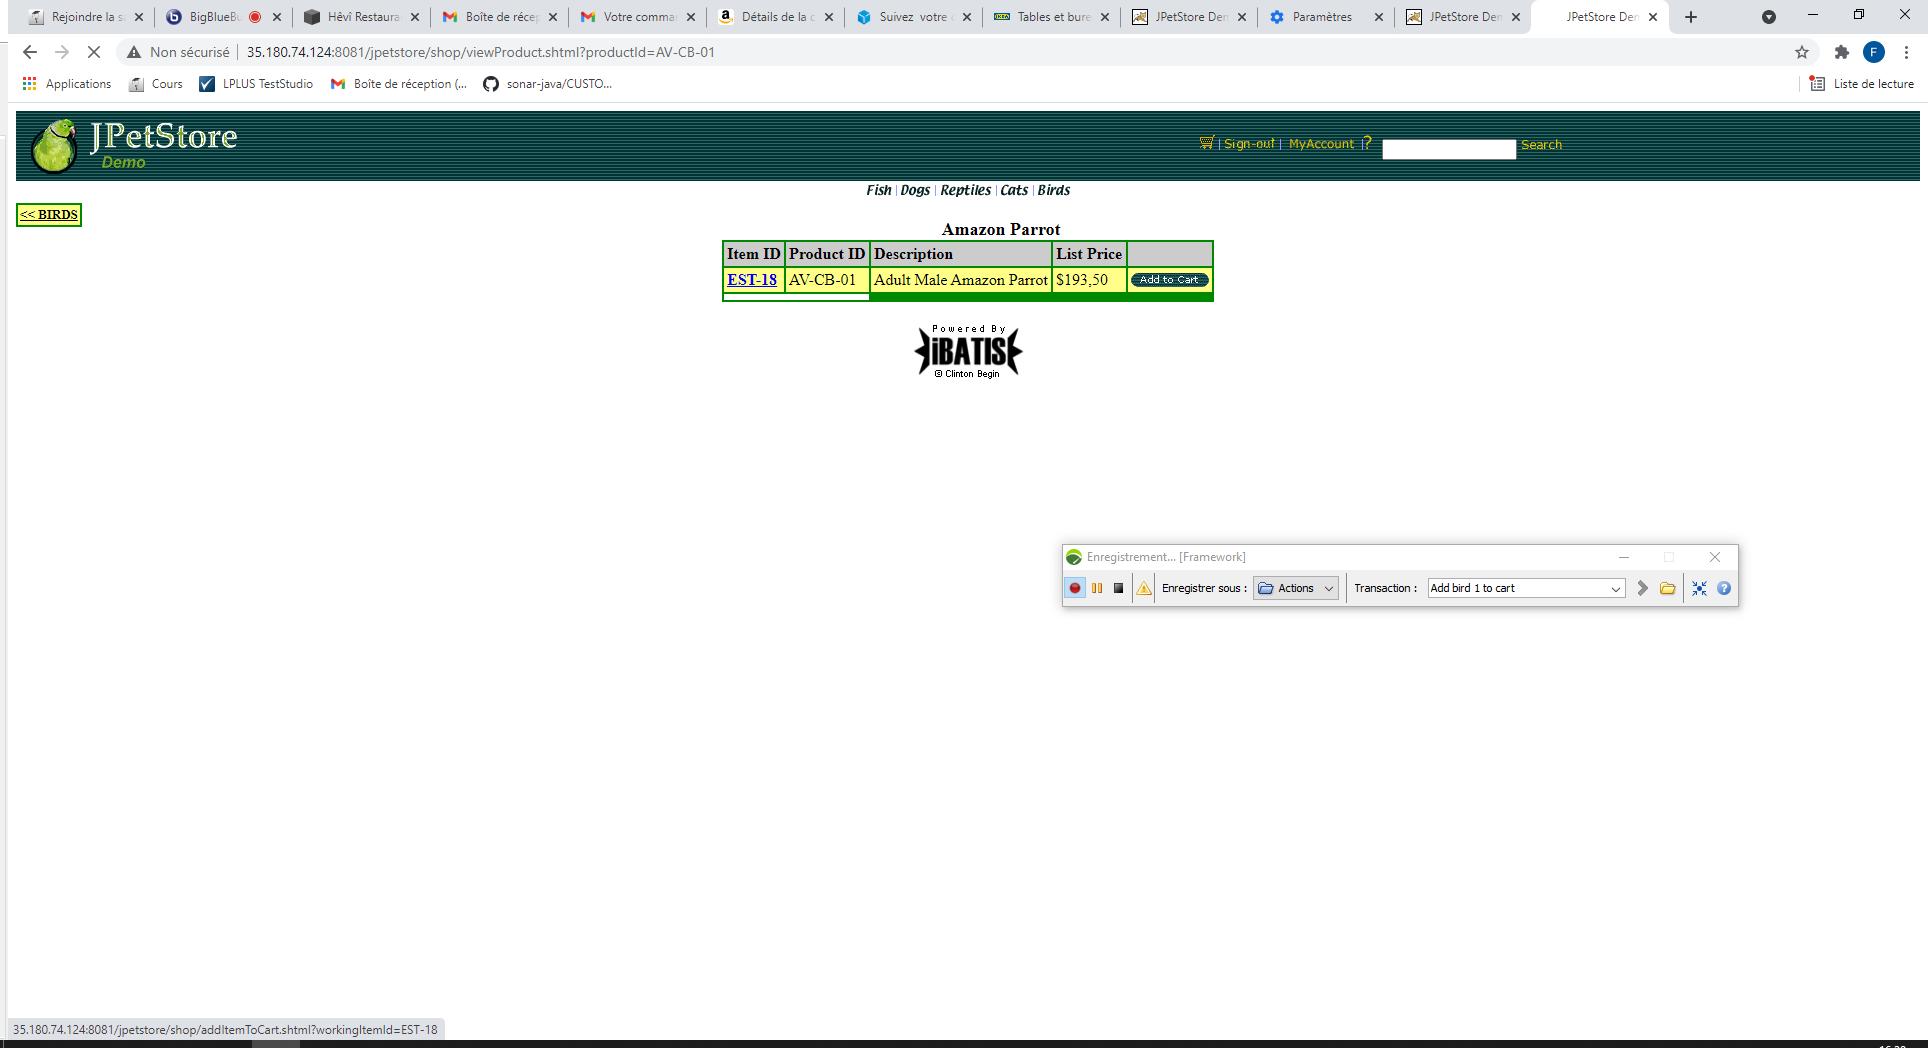 Rejoindre la s
BigBlueBu
Hêvî Restaura
Boîte de récep
Votre comma
Détails de la c
Suivez votre c
Tables et bure
JPetStore Dem
Paramètres
JPetStore Dem
JPetStore Dem
Non sécurisé
35.180.74.124:8081/jpetstore/shop/viewProduct.shtml?productId=AV-CB-01
F
Applications
Cours
LPLUS TestStudio
Boîte de réception (...
sonar-java/CUSTO...
Liste de lecture
JPetStore
Demo
| Sign-out | MyAccount | ?
Search
Fish | Dogs | Reptiles | Cats | Birds
<< BIRDS
Amazon Parrot
Item ID Product ID Description List Price
EST-18 AV-CB-01 Adult Male Amazon Parrot $193,50 Add to Cart
Powered By
iBATIS
© Clinton Begin
Enregistrement... [Framework]
Enregistrer sous : Actions Transaction : Add bird 1 to cart
35.180.74.124:8081/jpetstore/shop/addItemToCart.shtml?workingItemId=EST-18